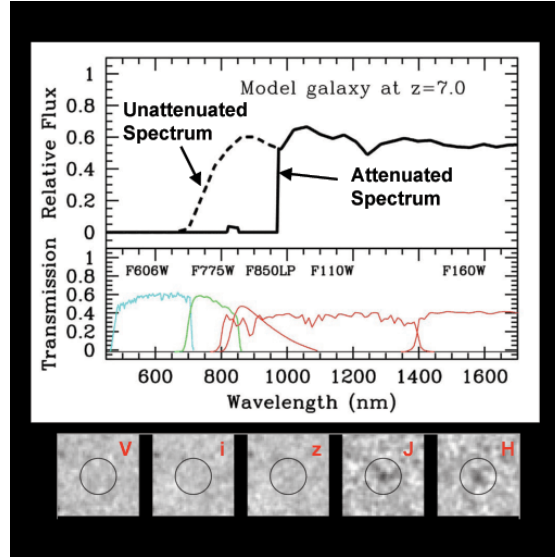 Model galaxy at z=7.0
Unattenuated
Spectrum
Attenuated
Spectrum
Relative Flux
1
0.8
0.6
0.4
0.2
0
F606W F775W F850LP F110W F160W
Transmission
0.8
0.6
0.4
0.2
0
600 800 1000 1200 1400 1600
Wavelength (nm)
V i z J H